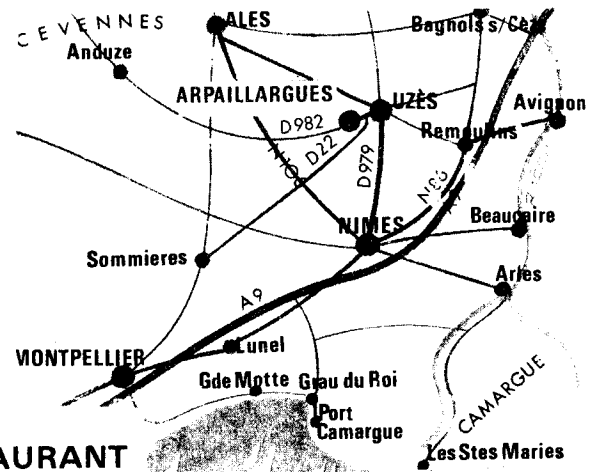 CEVENNES
ALES
Bagnols s/Cèze
Anduze
ARPAILLARGUES
UZÈS
Avignon
D982
D22
D979
Remoulins
N86
NIMES
Beaucaire
Sommieres
Arles
A9
Lunel
MONTPELLIER
Gde Motte
Grau du Roi
Port
Camargue
CAMARGUE
Les Stes Maries
AURANT